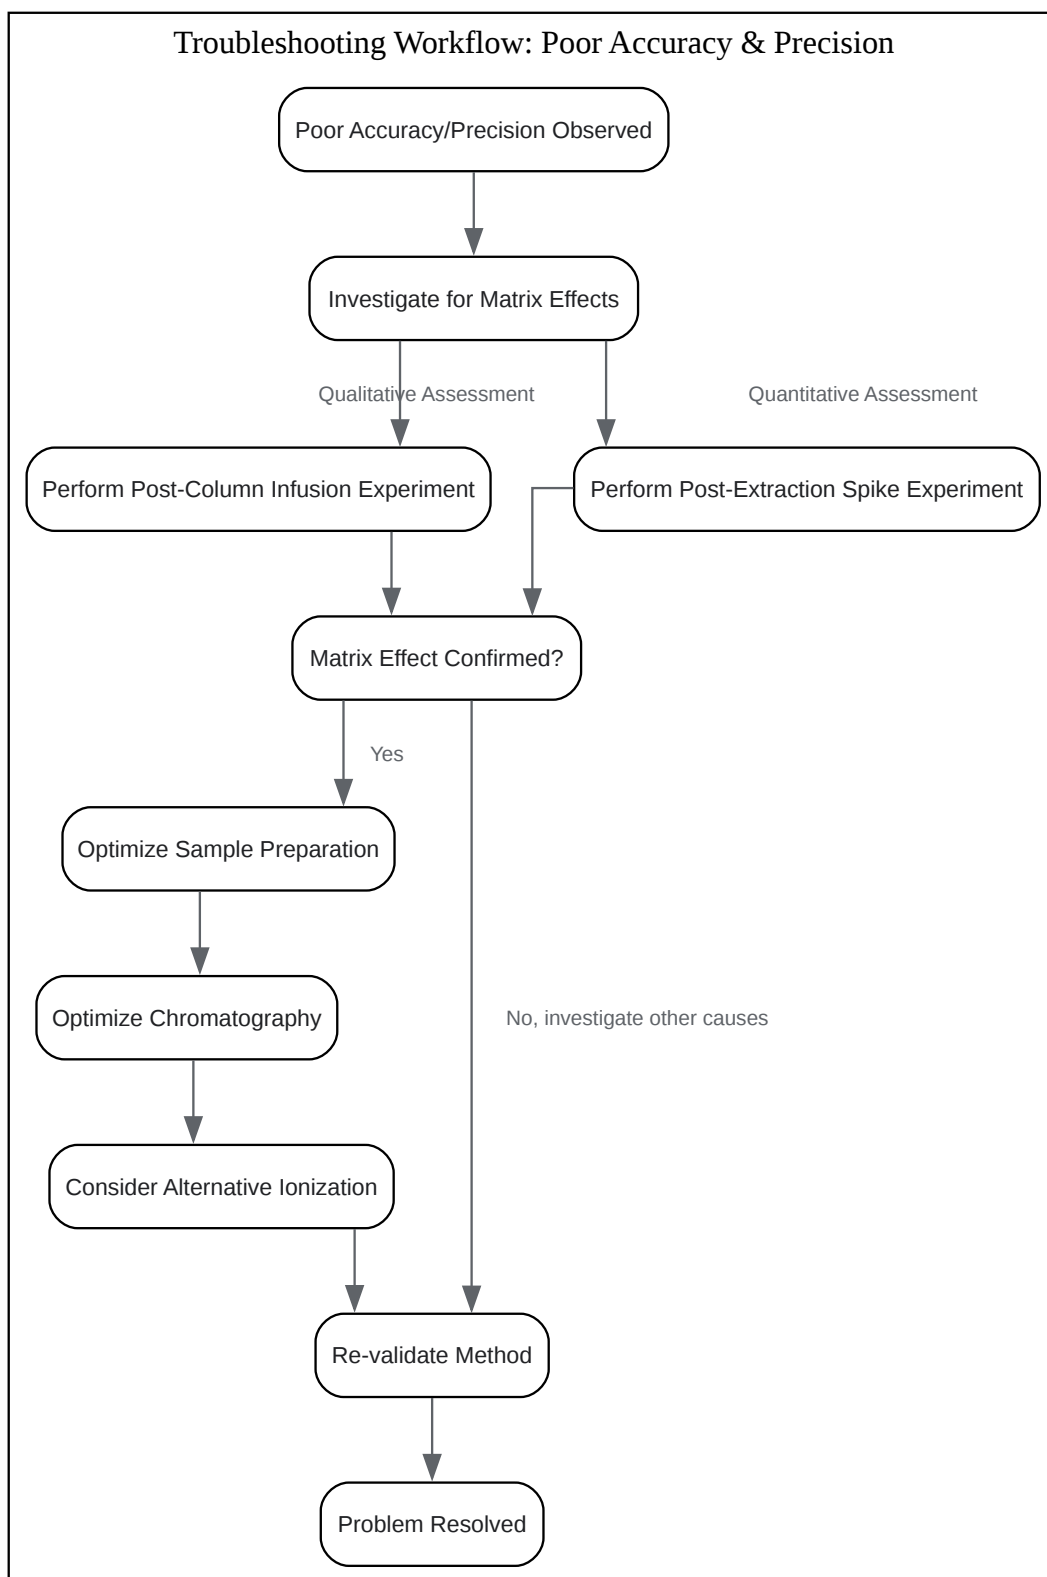 Troubleshooting Workflow: Poor Accuracy & Precision
Poor Accuracy/Precision Observed
Investigate for Matrix Effects
Qualitative Assessment
Quantitative Assessment
Perform Post-Column Infusion Experiment
Perform Post-Extraction Spike Experiment
Matrix Effect Confirmed?
Yes
Optimize Sample Preparation
Optimize Chromatography
No, investigate other causes
Consider Alternative Ionization
Re-validate Method
Problem Resolved